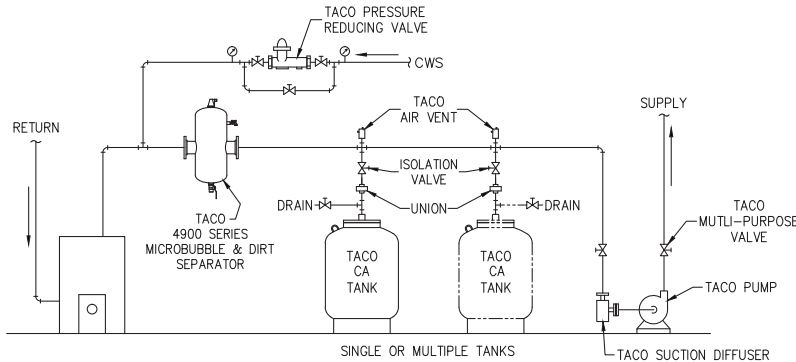 TACO PRESSURE
REDUCING VALVE
CWS
RETURN
TACO
AIR VENT
SUPPLY
ISOLATION
VALVE
TACO
MUTLI-PURPOSE
VALVE
DRAIN
UNION
DRAIN
TACO
4900 SERIES
MICROBUBBLE & DIRT
SEPARATOR
TACO
CA
TANK
TACO
CA
TANK
TACO PUMP
SINGLE OR MULTIPLE TANKS
TACO SUCTION DIFFUSER